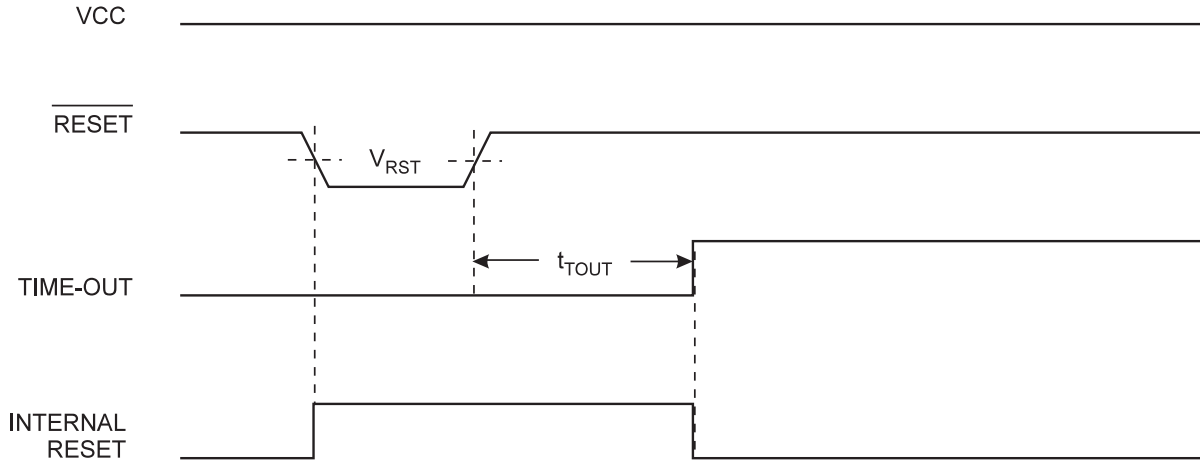 VCC
RESET
VRST
tTOUT
TIME-OUT
INTERNAL
RESET